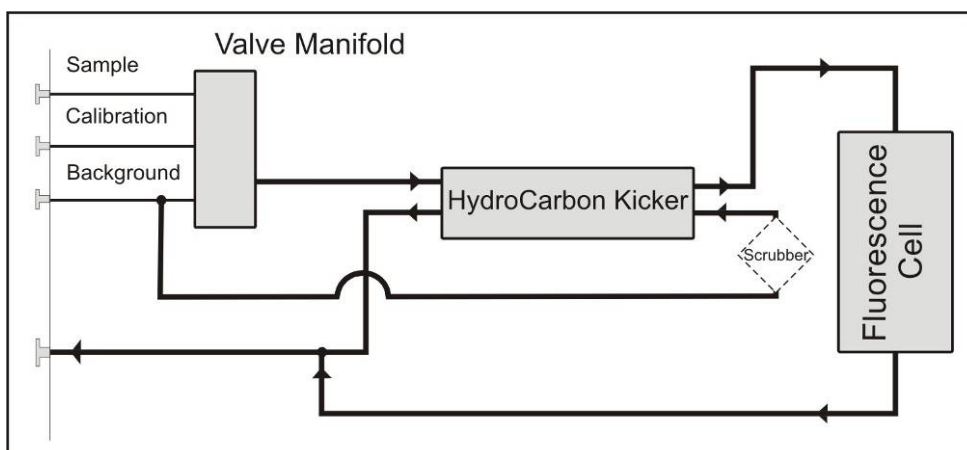 Valve Manifold
Sample
Calibration
Background
HydroCarbon Kicker
Scrubber
Fluorescence
Cell